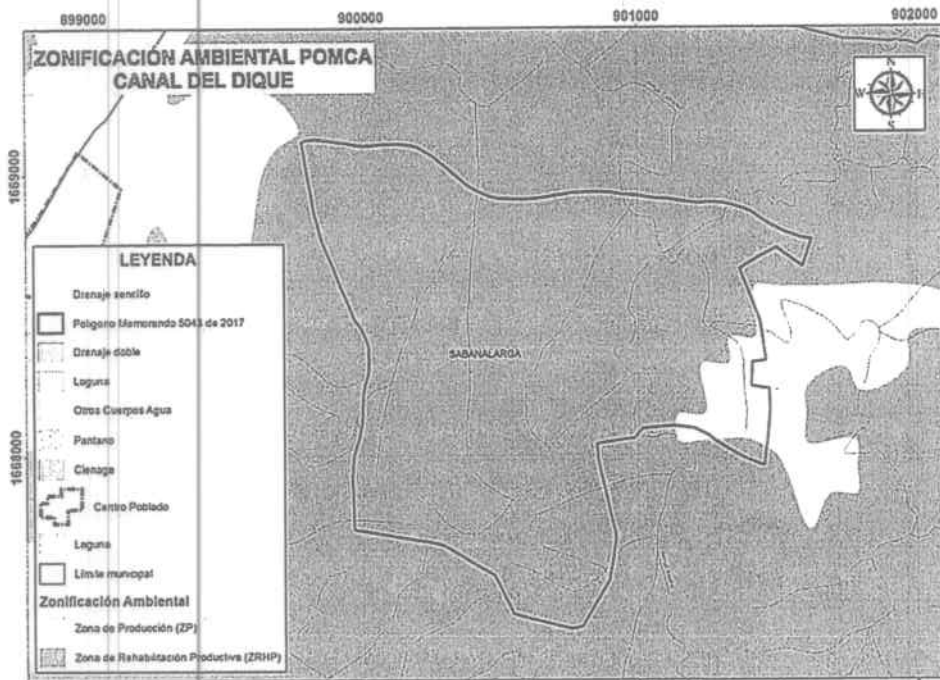 899000
900000
901000
902000
ZONIFICACIÓN AMBIENTAL POMCA
CANAL DEL DIQUE
N
W
E
S
1669000
1668000
SABANALARGA
LEYENDA
Drenaje sencillo
Poligono Memorando 5043 de 2017
Drenaje doble
Laguna
Otros Cuerpos Agua
Pantano
Cienaga
Centro Poblado
Laguna
Limite municipal
Zonificación Ambiental
Zona de Producción (ZP)
Zona de Rehabilitación Productiva (ZRHP)